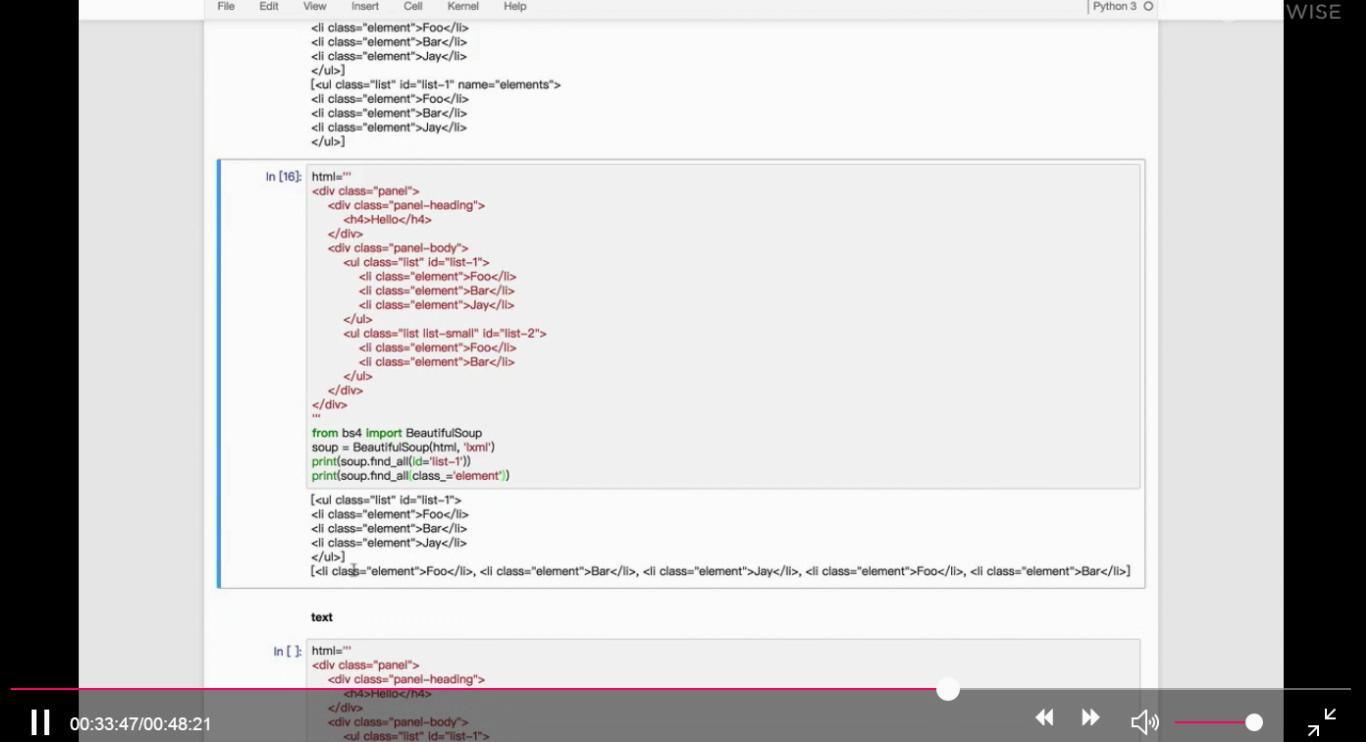 File Edit View Insert Cell Kernel Help Python 3
WISE
<li class="element">Foo</li>
<li class="element">Bar</li>
<li class="element">Jay</li>
</ul>]
[<ul class="list" id="list-1" name="elements">
<li class="element">Foo</li>
<li class="element">Bar</li>
<li class="element">Jay</li>
</ul>]
In [16]: html='''
<div class="panel">
<div class="panel-heading">
<h4>Hello</h4>
</div>
<div class="panel-body">
<ul class="list" id="list-1">
<li class="element">Foo</li>
<li class="element">Bar</li>
<li class="element">Jay</li>
</ul>
<ul class="list list-small" id="list-2">
<li class="element">Foo</li>
<li class="element">Bar</li>
</ul>
</div>
</div>
'''
from bs4 import BeautifulSoup
soup = BeautifulSoup(html, 'lxml')
print(soup.find_all(id='list-1'))
print(soup.find_all(class_='element'))
[<ul class="list" id="list-1">
<li class="element">Foo</li>
<li class="element">Bar</li>
<li class="element">Jay</li>
</ul>]
[<li class="element">Foo</li>, <li class="element">Bar</li>, <li class="element">Jay</li>, <li class="element">Foo</li>, <li class="element">Bar</li>]
text
In [ ]: html='''
<div class="panel">
<div class="panel-heading">
<h4>Hello</h4>
</div>
<div class="panel-body">
<ul class="list" id="list-1">
00:33:47/00:48:21